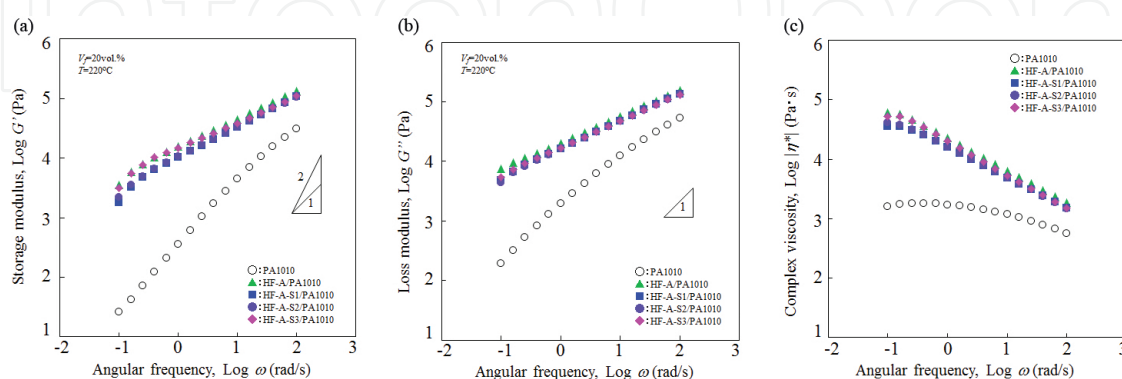 (a)
6
5
4
3
2
1
-2
-1
0
1
2
3
Storage modulus, Log G' (Pa)
Angular frequency, Log ω (rad/s)
Vf=20vol.%
T=220°C
2
1
○: PA1010
▲: HF-A/PA1010
■: HF-A-S1/PA1010
●: HF-A-S2/PA1010
◆: HF-A-S3/PA1010
(b)
6
5
4
3
2
1
-2
-1
0
1
2
3
Loss modulus, Log G'' (Pa)
Angular frequency, Log ω (rad/s)
Vf=20vol.%
T=220°C
1
○: PA1010
▲: HF-A/PA1010
■: HF-A-S1/PA1010
●: HF-A-S2/PA1010
◆: HF-A-S3/PA1010
(c)
6
5
4
3
2
1
-2
-1
0
1
2
3
Complex viscosity, Log |η*| (Pa·s)
Angular frequency, Log ω (rad/s)
○: PA1010
▲: HF-A/PA1010
■: HF-A-S1/PA1010
●: HF-A-S2/PA1010
◆: HF-A-S3/PA1010